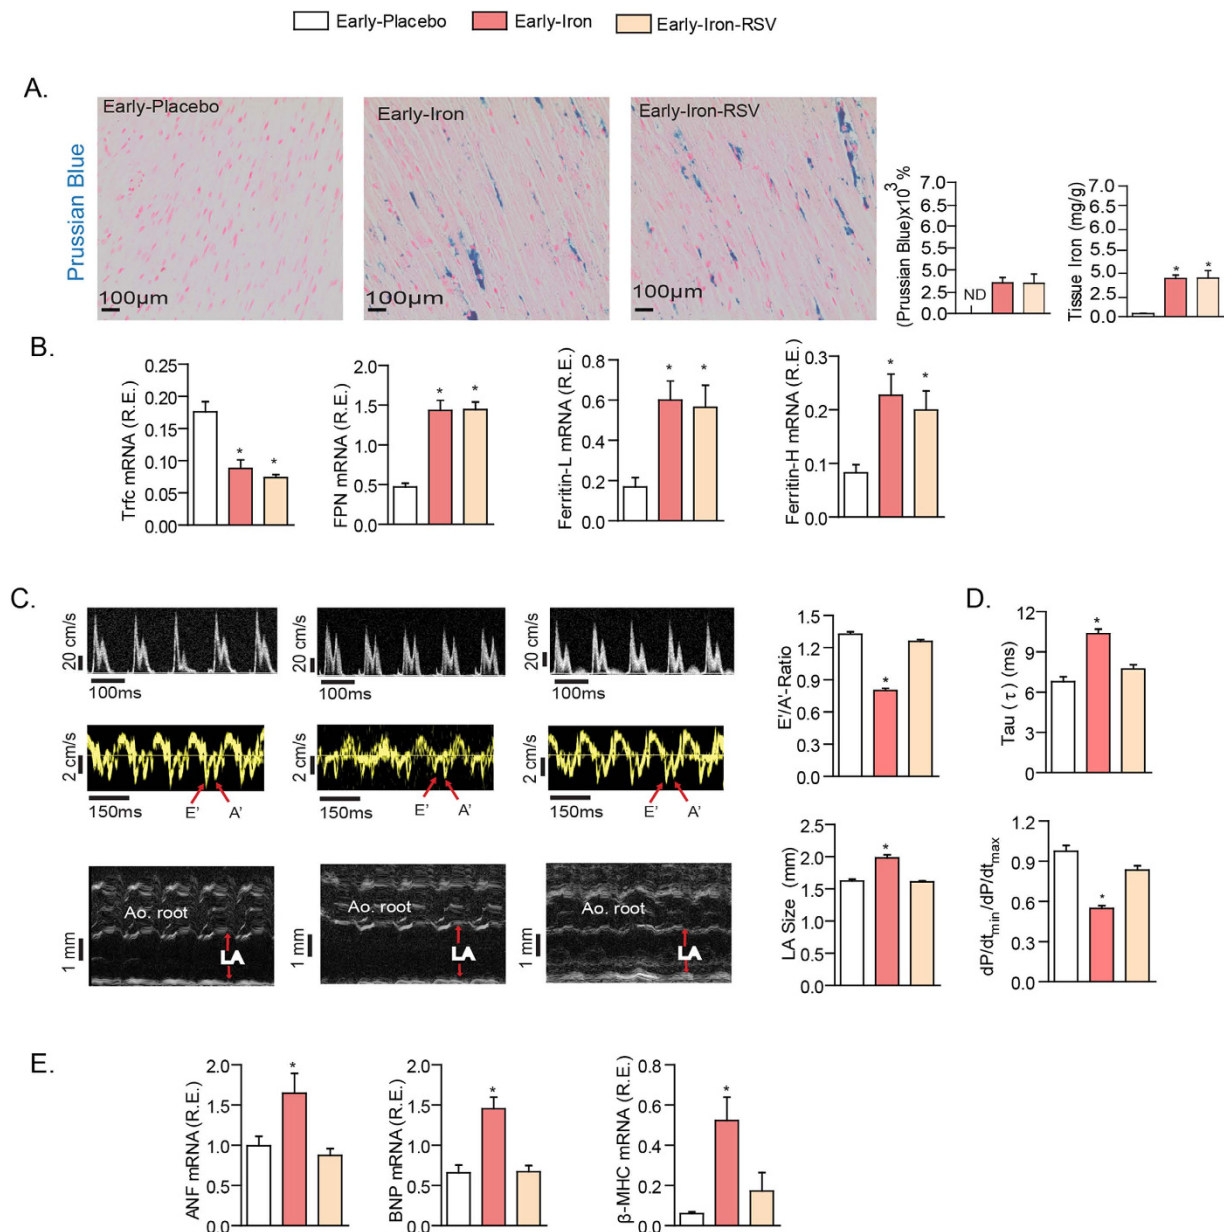 Early-Placebo Early-Iron Early-Iron-RSV
A.
Prussian Blue
Early-Placebo
100µm
Early-Iron
100µm
Early-Iron-RSV
100µm
(Prussian Blue)x10³ %
7.0
6.5
6.0
5.5
5.0
2.5
0.0
ND
Tissue Iron (mg/g)
7.0
6.5
6.0
5.5
5.0
2.5
0.0
* *
B.
Trfc mRNA (R.E.)
0.25
0.20
0.15
0.10
0.05
0.00
* *
FPN mRNA (R.E.)
2.0
1.5
1.0
0.5
0.0
* *
Ferritin-L mRNA (R.E.)
0.8
0.6
0.4
0.2
0.0
* *
Ferritin-H mRNA (R.E.)
0.3
0.2
0.1
0.0
* *
C.
20 cm/s
100ms
20 cm/s
100ms
20 cm/s
100ms
2 cm/s
150ms
E' A'
2 cm/s
150ms
E' A'
2 cm/s
150ms
E' A'
1 mm
Ao. root
LA
1 mm
Ao. root
LA
1 mm
Ao. root
LA
E'/A'-Ratio
1.5
1.2
0.9
0.6
0.3
0.0
*
LA Size (mm)
2.5
2.0
1.5
1.0
0.5
0.0
*
D.
Tau (τ) (ms)
12
9
6
3
0
*
dP/dtmin/dP/dtmax
1.2
0.9
0.6
0.3
0.0
*
E.
ANF mRNA (R.E.)
2.0
1.5
1.0
0.5
0.0
*
BNP mRNA (R.E.)
2.0
1.5
1.0
0.5
0.0
*
β-MHC mRNA (R.E.)
0.8
0.6
0.4
0.2
0.0
*